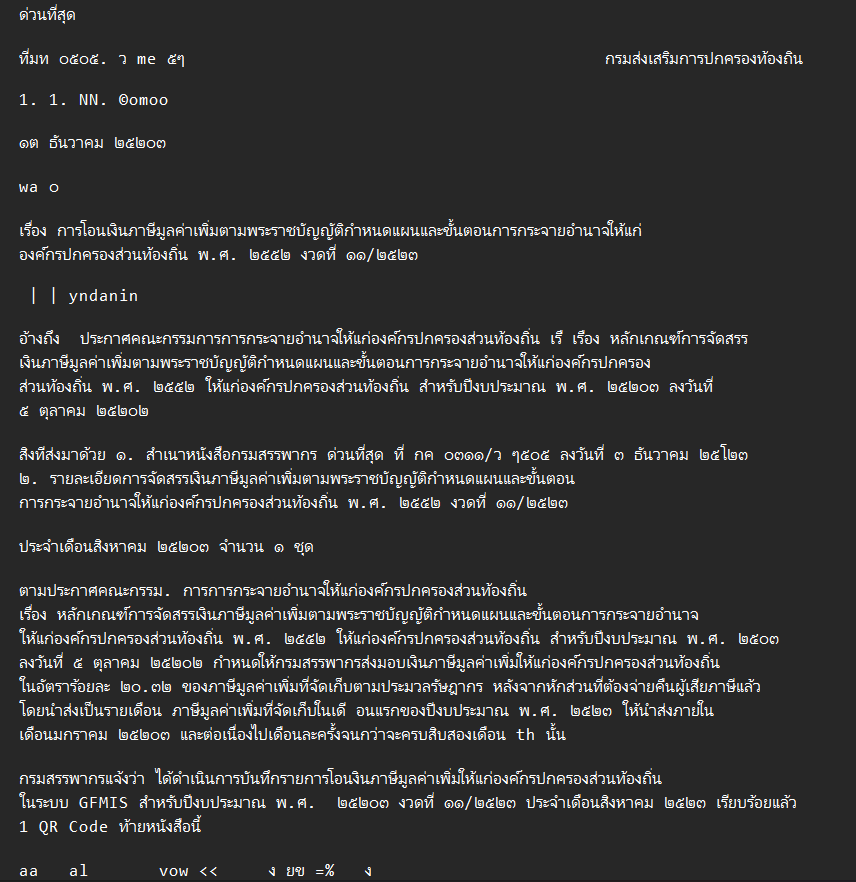 ด่วนที่สุด
ที่มท ๐๕๐๕. ว me ๕ๆ กรมส่งเสริมการปกครองท้องถิน
1. 1. NN. ©omoo
๑ต ธันวาคม ๒๕๒๐๓
wa ๐
เรื่อง การโอนเงินภาษีมูลค่าเพิ่มตามพระราชบัญญัติกำหนดแผนและขั้นตอนการกระจายอำนาจให้แก่
องค์กรปกครองส่วนท้องถิ่น พ.ศ. ๒๕๕๒ งวดที่ ๑๑/๒๕๒๓
| | yndanin
อ้างถึง ประกาศคณะกรรมการการกระจายอำนาจให้แก่องค์กรปกครองส่วนท้องถิ่น เรื เรื่อง หลักเกณฑ์การจัดสรร
เงินภาษีมูลค่าเพิ่มตามพระราชบัญญัติกำหนดแผนและขั้นตอนการกระจายอำนาจให้แก่องค์กรปกครอง
ส่วนท้องถิ่น พ.ศ. ๒๕๕๒ ให้แก่องค์กรปกครองส่วนท้องถิ่น สำหรับปีงบประมาณ พ.ศ. ๒๕๒๐๓ ลงวันที่
๕ ตุลาคม ๒๕๒๐๒
สิงที่ส่งมาด้วย ๑. สำเนาหนังสือกรมสรรพากร ด่วนที่สุด ที่ กค ๐๓๑๑/ว ๆ๕๐๕ ลงวันที่ ๓ ธันวาคม ๒๕โ๒๓
๒. รายละเอียดการจัดสรรเงินภาษีมูลค่าเพิ่มตามพระราชบัญญัติกำหนดแผนและขั้นตอน
การกระจายอำนาจให้แก่องค์กรปกครองส่วนท้องถิ่น พ.ศ. ๒๕๕๒ งวดที่ ๑๑/๒๕๒๓
ประจำเดือนสิงหาคม ๒๕๒๐๓ จำนวน ๑ ชุด
ตามประกาศคณะกรรม. การการกระจายอำนาจให้แก่องค์กรปกครองส่วนท้องถิ่น
เรื่อง หลักเกณฑ์การจัดสรรเงินภาษีมูลค่าเพิ่มตามพระราชบัญญัติกำหนดแผนและขั้นตอนการกระจายอำนาจ
ให้แก่องค์กรปกครองส่วนท้องถิ่น พ.ศ. ๒๕๕๒ ให้แก่องค์กรปกครองส่วนท้องถิ่น สำหรับปีงบประมาณ พ.ศ. ๒๕๐๓
ลงวันที่ ๕ ตุลาคม ๒๕๒๐๒ กำหนดให้กรมสรรพากรส่งมอบเงินภาษีมูลค่าเพิ่มให้แก่องค์กรปกครองส่วนท้องถิ่น
ในอัตราร้อยละ ๒๐.๓๒ ของภาษีมูลค่าเพิ่มที่จัดเก็บตามประมวลรัษฎากร หลังจากหักส่วนที่ต้องจ่ายคืนผู้เสียภาษีแล้ว
โดยนำส่งเป็นรายเดือน ภาษีมูลค่าเพิ่มที่จัดเก็บในเดื อนแรกของปีงบประมาณ พ.ศ. ๒๕๒๓ ให้นำส่งภายใน
เดือนมกราคม ๒๕๒๐๓ และต่อเนื่องไปเดือนละครั้งจนกว่าจะครบสิบสองเดือน th นั้น
กรมสรรพากรแจ้งว่า ได้ดำเนินการบันทึกรายการโอนเงินภาษีมูลค่าเพิ่มให้แก่องค์กรปกครองส่วนท้องถิ่น
ในระบบ GFMIS สำหรับปีงบประมาณ พ.ศ. ๒๕๒๐๓ งวดที่ ๑๑/๒๕๒๓ ประจำเดือนสิงหาคม ๒๕๒๓ เรียบร้อยแล้ว
1 QR Code ท้ายหนังสือนี้
aa al vow << ง ยข =% ง